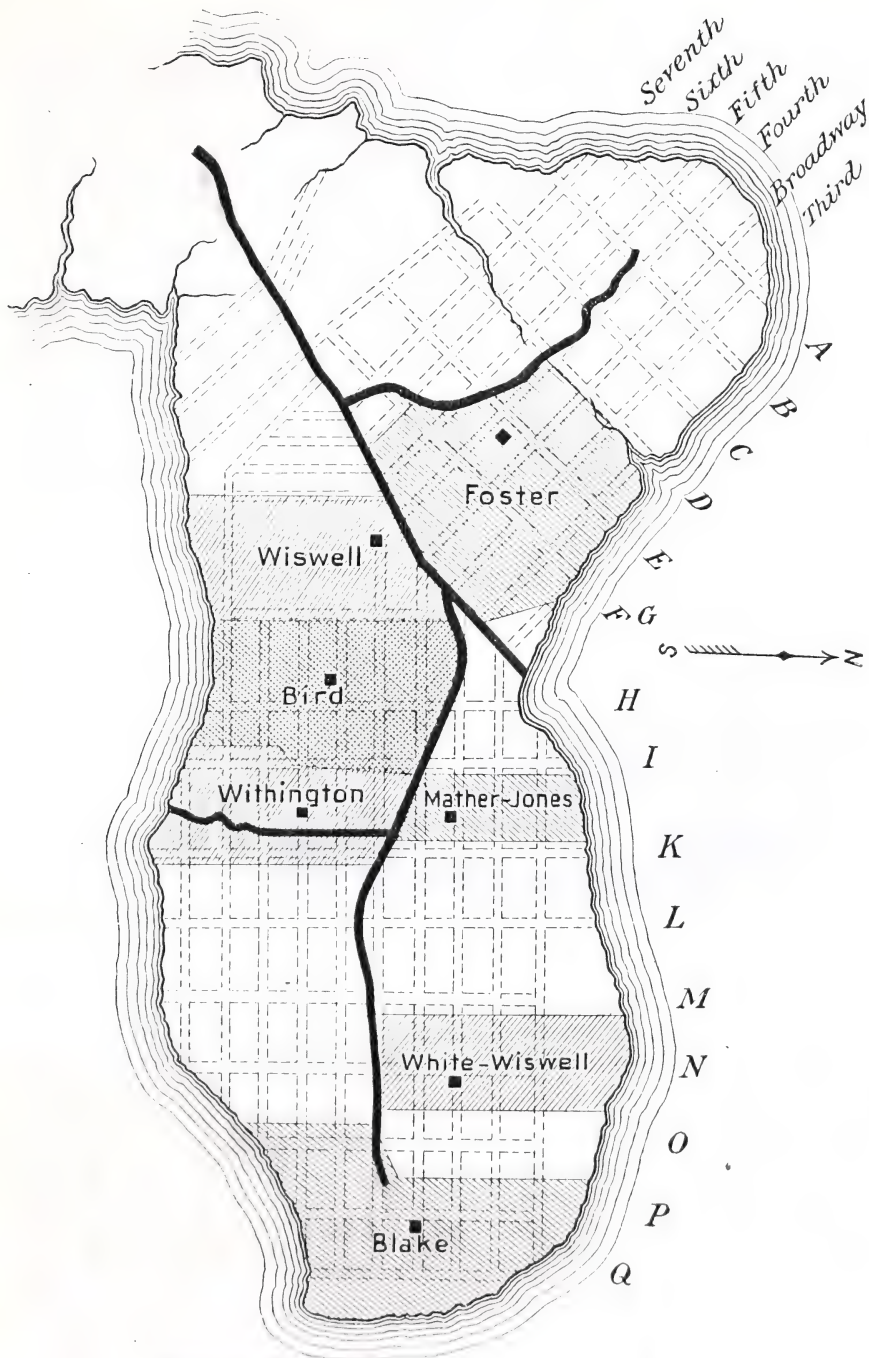 Seventh
Sixth
Fifth
Fourth
Broadway
Third
A
B
C
D
E
F
G
H
I
K
L
M
N
O
P
Q
S N
Foster
Wiswell
Bird
Withington
Mather-Jones
White-Wiswell
Blake